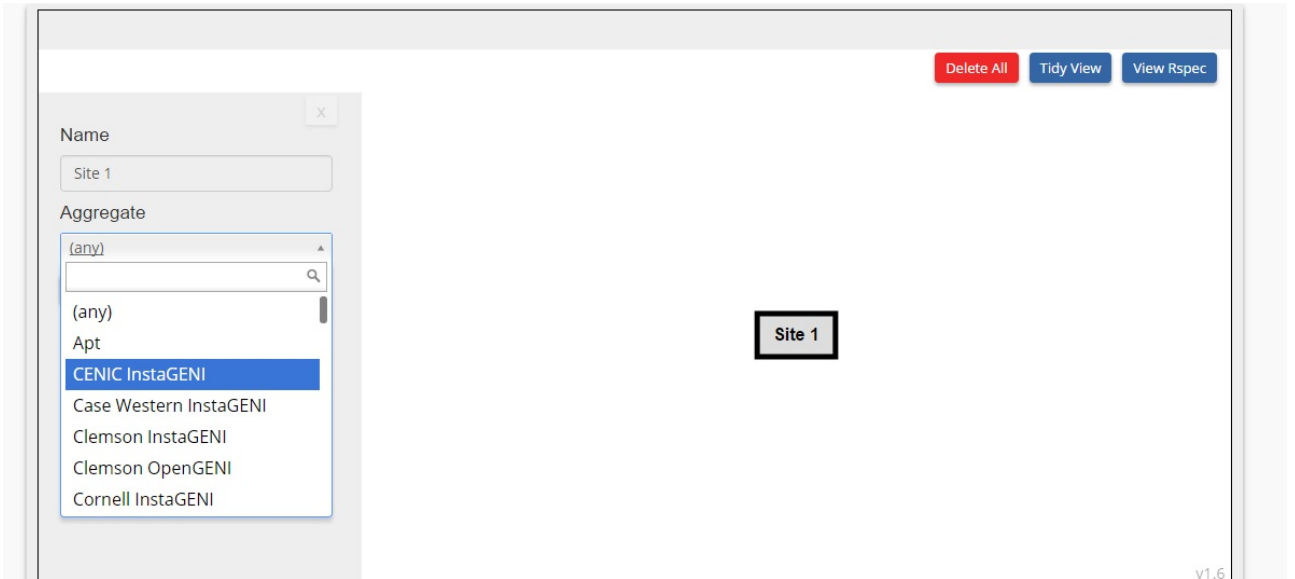 Delete All Tidy View View Rspec
X
Name
Site 1
Aggregate
(any)
(any)
Apt
CENIC InstaGENI
Case Western InstaGENI
Clemson InstaGENI
Clemson OpenGENI
Cornell InstaGENI
Site 1
v1.6